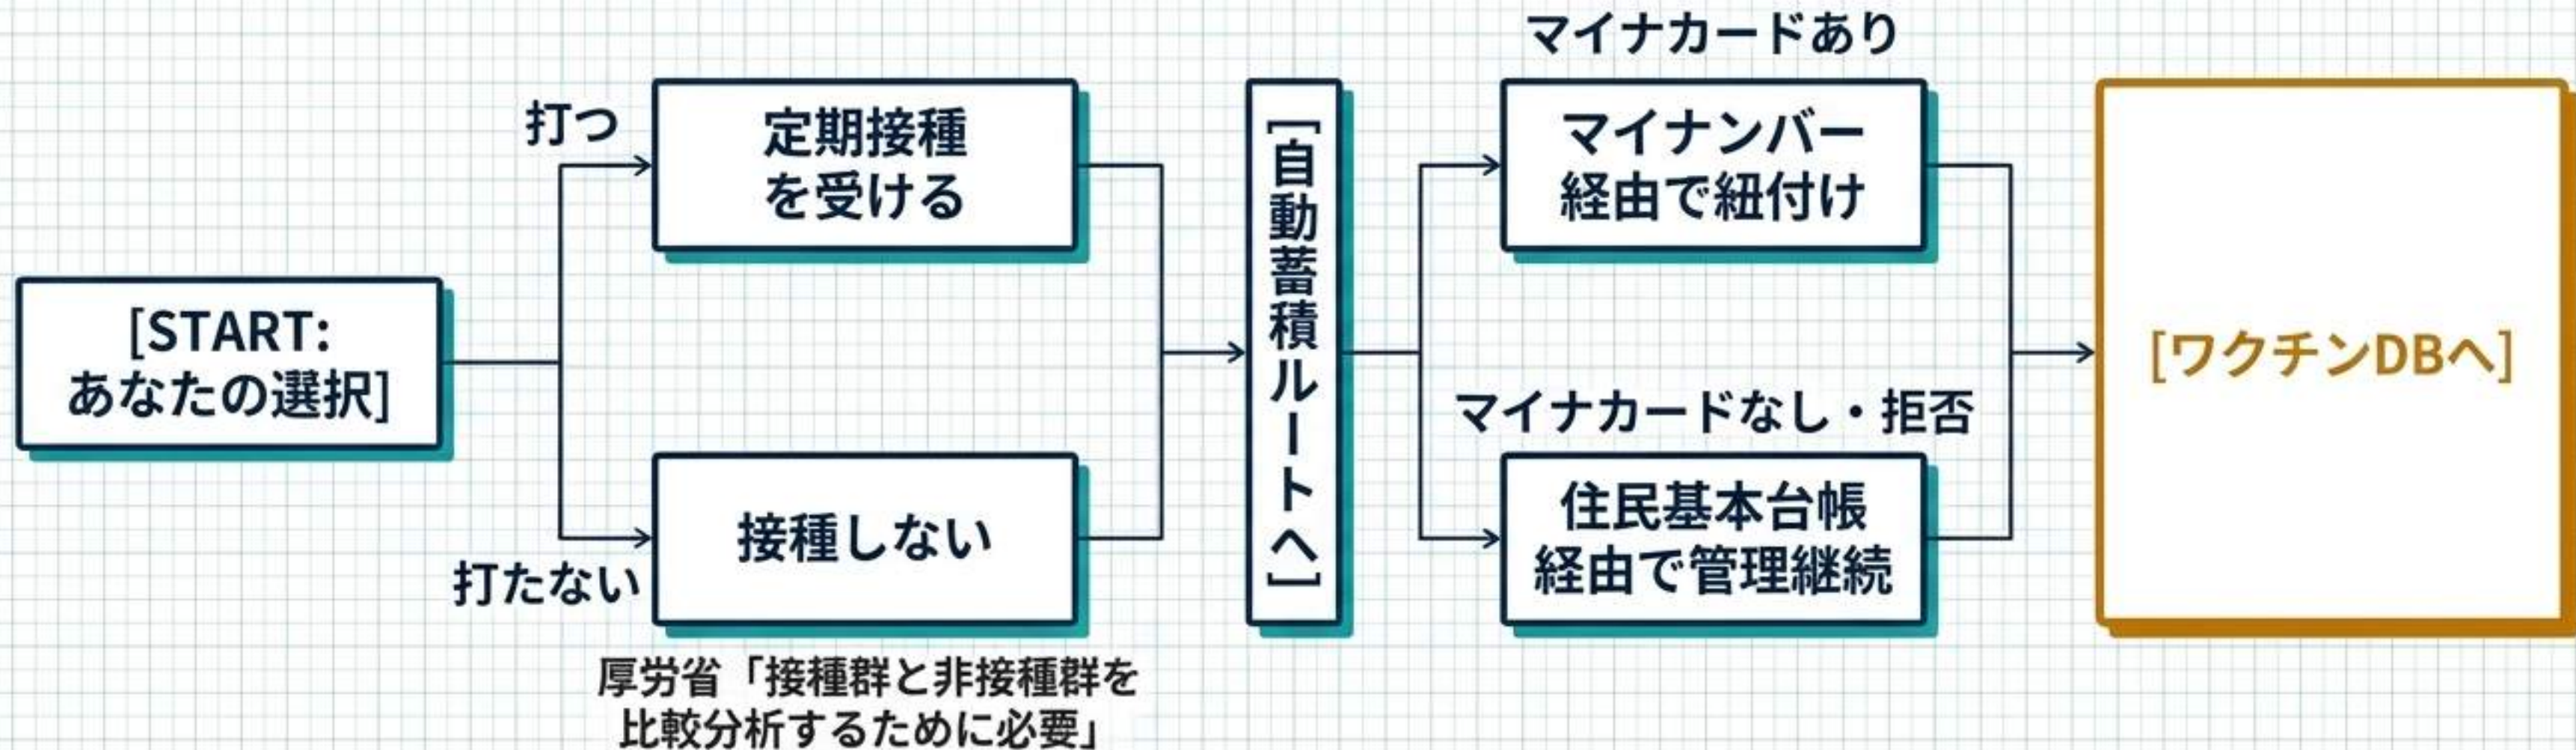 [START:
あなたの選択]
打つ
定期接種
を受ける
打たない
接種しない
厚労省「接種群と非接種群を
比較分析するために必要」
[自動蓄積ルートへ]
マイナカードあり
マイナンバー
経由で紐付け
マイナカードなし・拒否
住民基本台帳
経由で管理継続
[ワクチンDBへ]